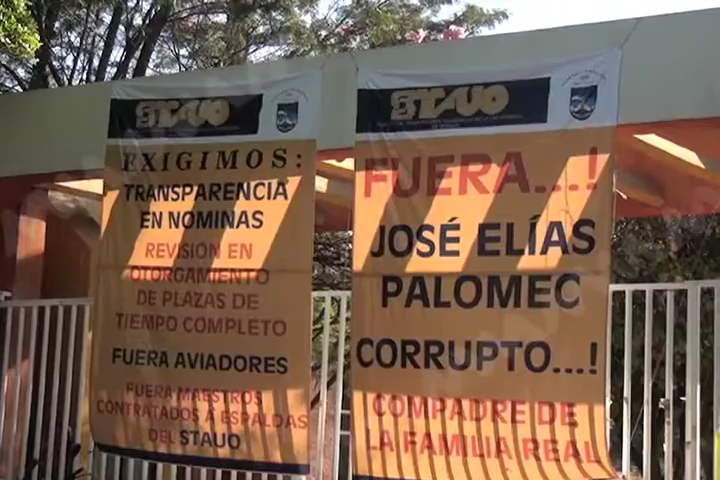 STAUO
EXIGIMOS:
TRANSPARENCIA
EN NOMINAS
REVISIÓN EN
OTORGAMIENTO
DE PLAZAS DE
TIEMPO COMPLETO
FUERA AVIADORES
FUERA MAESTROS
CONTRATADOS A ESPALDAS
DEL STAUO
STAUO
FUERA...!
JOSÉ ELÍAS
PALOMEC
CORRUPTO...!
COMPADRE DE
LA FAMILIA REAL